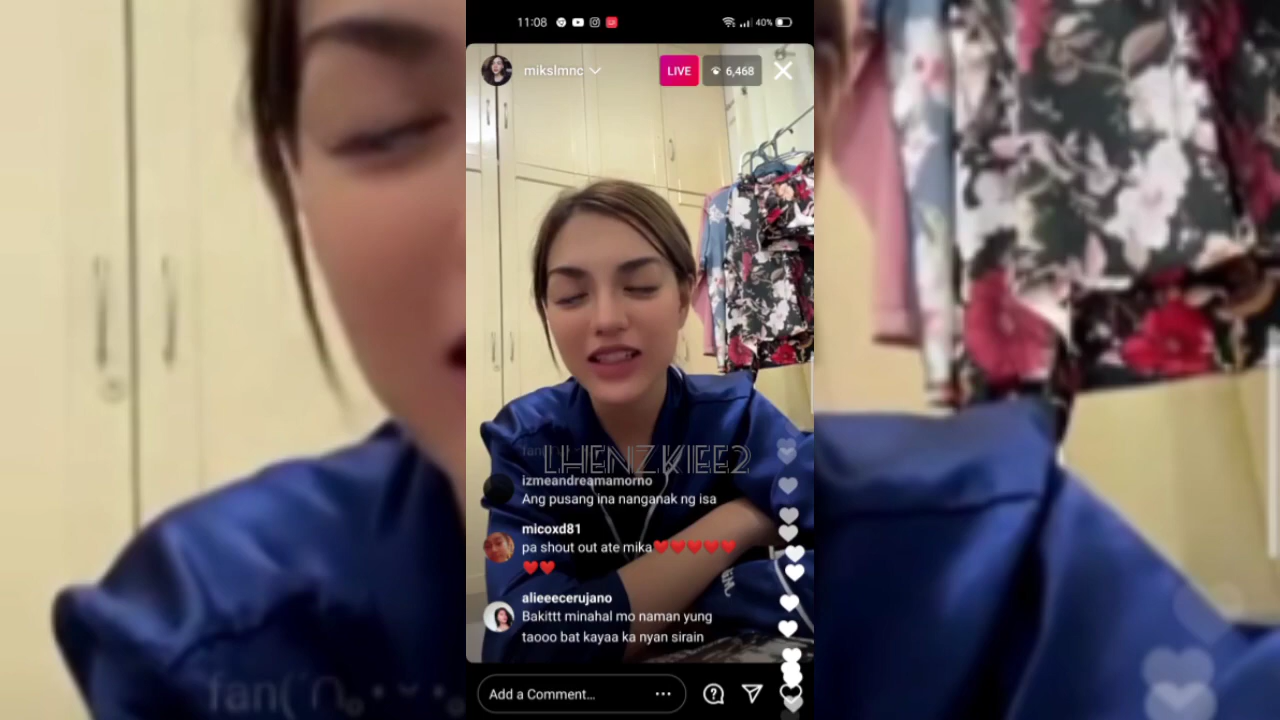 11:08
40%
mikslmnc
LIVE
6,468
LHENZ KIEE2
izmeandreamamorno
Ang pusang ina nanganak ng isa
micoxd81
pa shout out ate mika❤️❤️❤️❤️❤️
❤️❤️
alieeecerujano
Bakittt minahal mo naman yung
taooo bat kayaa ka nyan sirain
Add a Comment...